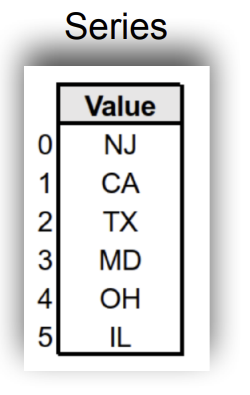 Series
Value
0 NJ
1 CA
2 TX
3 MD
4 OH
5 IL